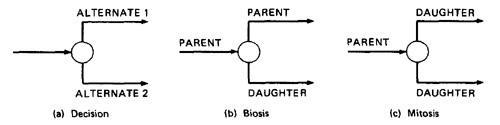 ALTERNATE 1
ALTERNATE 2
(a) Decision
PARENT
PARENT
DAUGHTER
(b) Biosis
PARENT
DAUGHTER
DAUGHTER
(c) Mitosis